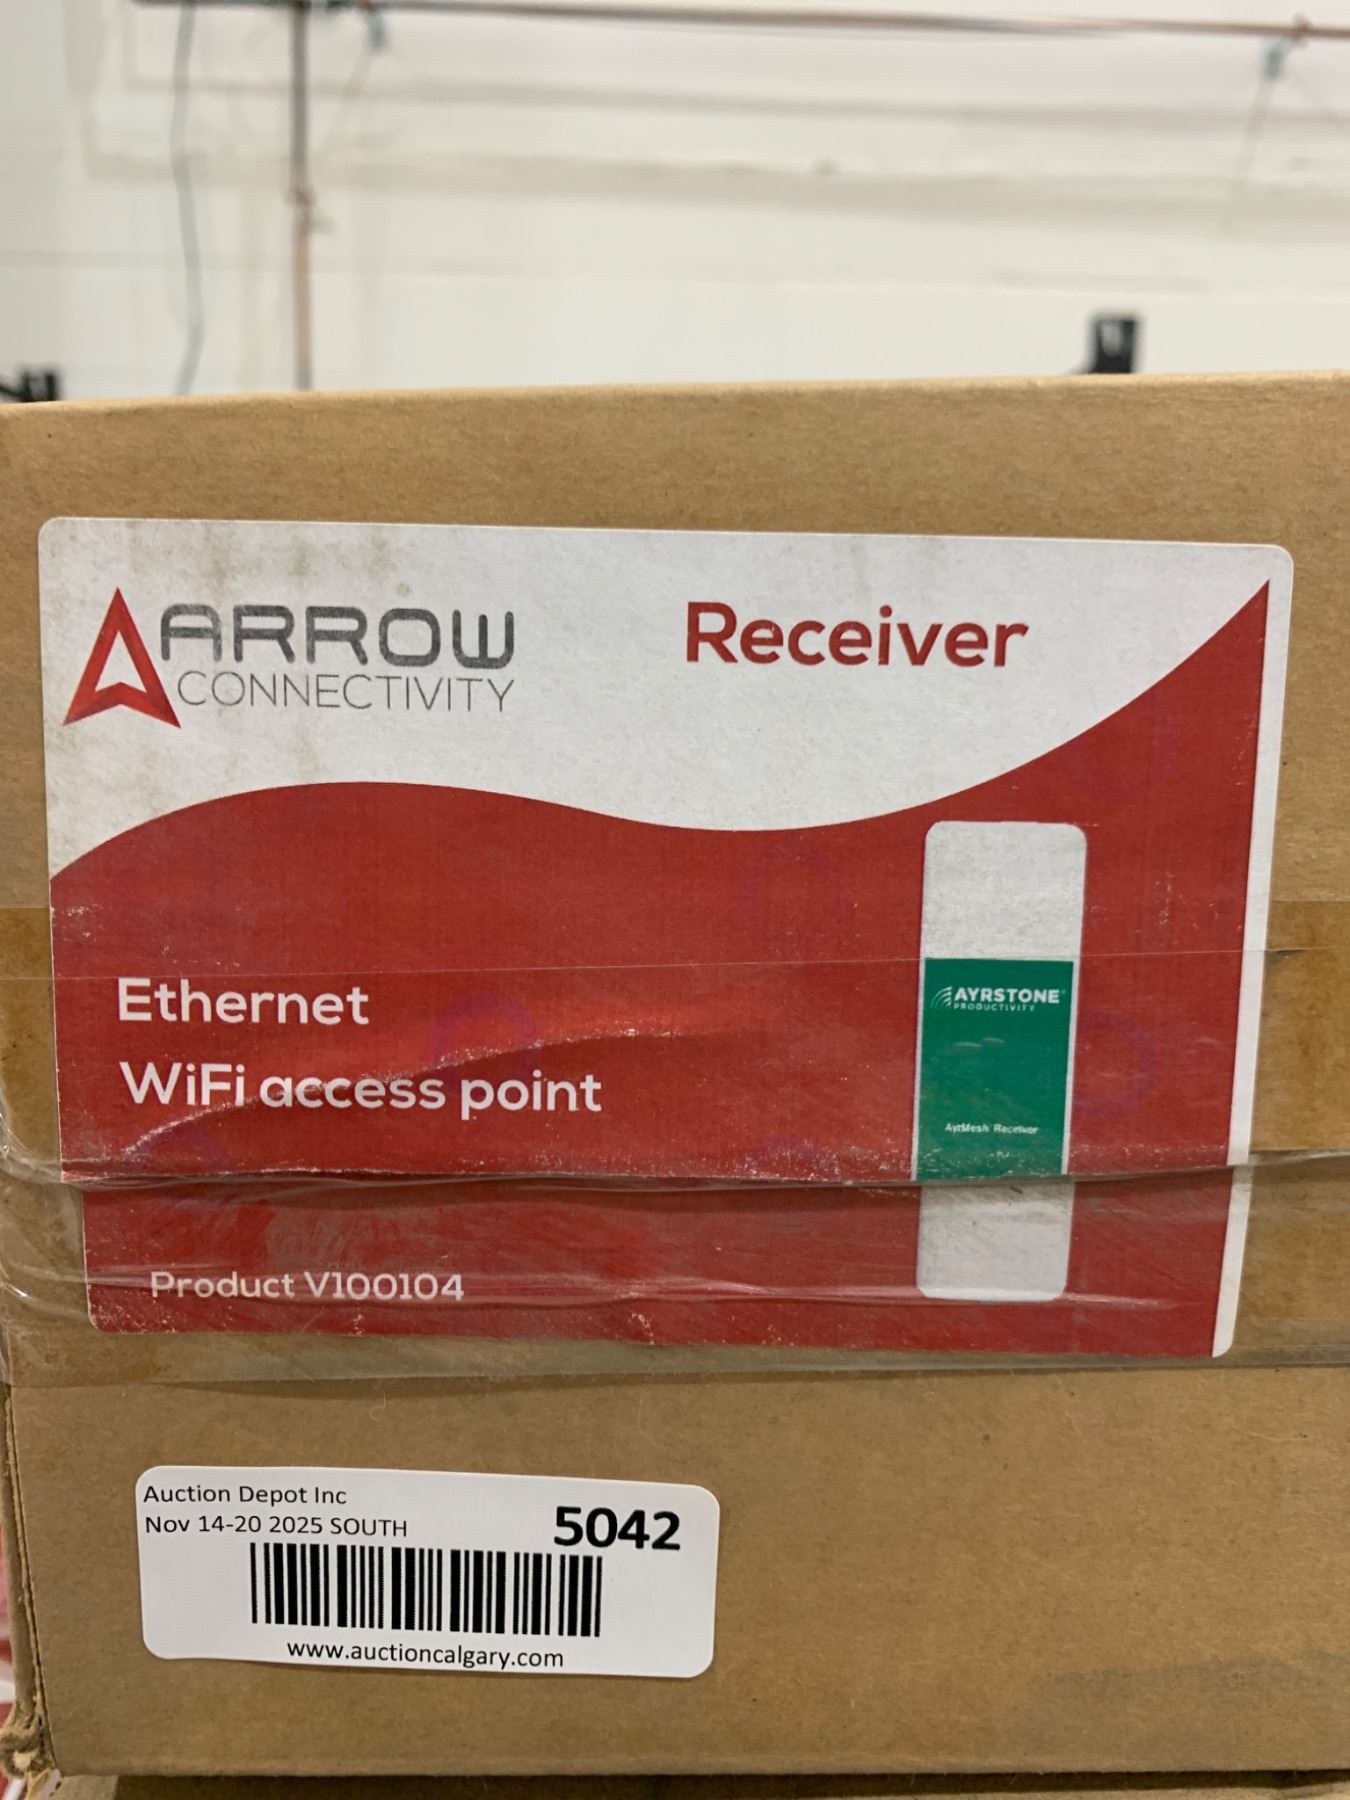 ARROW
CONNECTIVITY
Receiver
Ethernet
WiFi access point
AYRSTONE
PRODUCTIVITY
AyrMesh Receiver
Product V100104
Auction Depot Inc
Nov 14-20 2025 SOUTH
5042
www.auctioncalgary.com